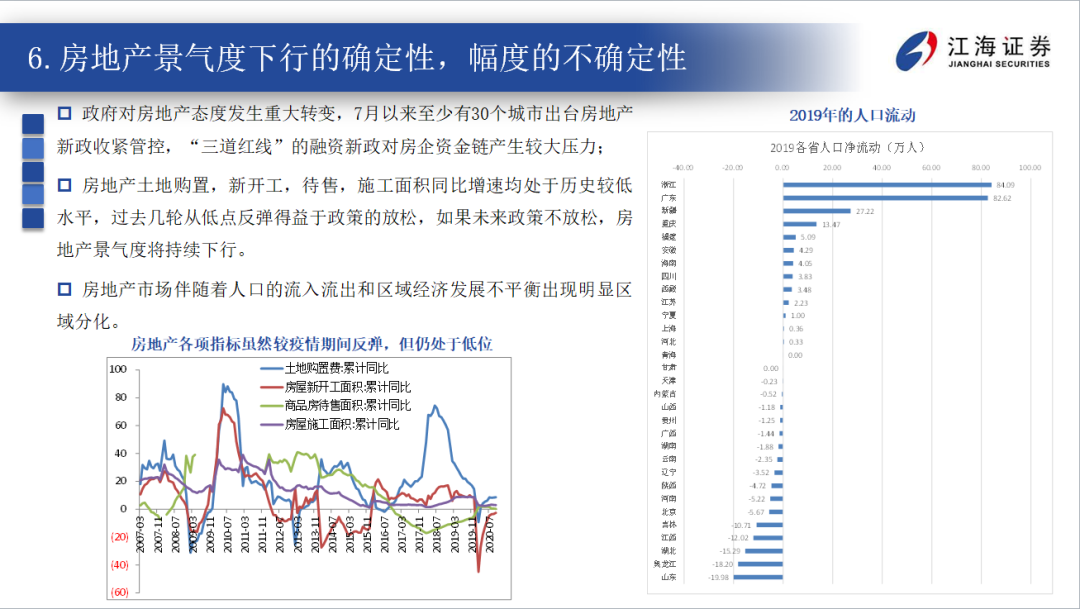 6.房地产景气度下行的确定性，幅度的不确定性
江海证券
JIANGHAI SECURITIES
政府对房地产态度发生重大转变，7月以来至少有30个城市出台房地产
新政收紧管控，“三道红线”的融资新政对房企资金链产生较大压力；
房地产土地购置，新开工，待售，施工面积同比增速均处于历史较低
水平，过去几轮从低点反弹得益于政策的放松，如果未来政策不放松，房
地产景气度将持续下行。
房地产市场伴随着人口的流入流出和区域经济发展不平衡出现明显区
域分化。
房地产各项指标虽然较疫情期间反弹，但仍处于低位
土地购置费:累计同比
房屋新开工面积:累计同比
商品房待售面积:累计同比
房屋施工面积:累计同比
100
80
60
40
20
0
(20)
(40)
(60)
2007-03
2007-11
2008-07
2009-03
2009-11
2010-07
2011-03
2011-11
2012-07
2013-03
2013-11
2014-07
2015-03
2015-11
2016-07
2017-03
2017-11
2018-07
2019-03
2019-11
2020-07
2019年的人口流动
2019各省人口净流动（万人）
-40.00 -20.00 0.00 20.00 40.00 60.00 80.00 100.00
浙江 84.09
广东 82.62
新疆 27.22
重庆 13.47
福建 5.09
安徽 4.29
海南 4.05
四川 3.83
西藏 3.48
江苏 2.23
宁夏 1.00
上海 0.36
河北 0.33
青海 0.00
甘肃 0.00
天津 -0.23
内蒙古 -0.52
山西 -1.18
贵州 -1.25
广西 -1.44
湖南 -1.88
云南 -2.35
辽宁 -3.52
陕西 -4.72
河南 -5.22
北京 -5.67
吉林 -10.71
江西 -12.02
湖北 -15.29
黑龙江 -18.20
山东 -19.98